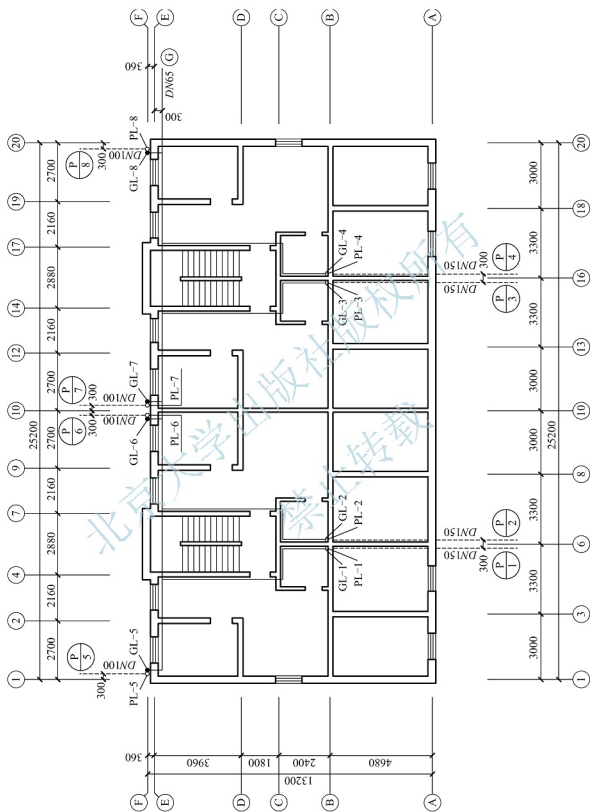 1 2 4 7 9 10 12 14 17 19 20
25200
2700 2160 2880 2160 2700 2700 2160 2880 2160 2700
300 P 5 P 6 300 300 P 7 300 P 8
DN100 DN100 DN100 DN100
F F
360 360
E E
G
DN65
300
PL-5 GL-5 GL-6 GL-7 GL-8 PL-8
PL-6 PL-7
3960
13200
D D
1800
C C
2400
GL-1 GL-2 GL-3 GL-4
PL-1 PL-2 PL-3 PL-4
B B
4680
A A
DN150 DN150 DN150 DN150
300 300 300 300
P 1 P 2 P 3 P 4
3000 3300 3300 3300 3300 3000
25200
1 3 6 8 10 13 16 18 20
北京大学出版社版权所有
禁止转载